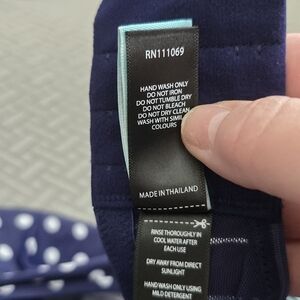 RN111069
HAND WASH ONLY
DO NOT IRON
DO NOT TUMBLE DRY
DO NOT BLEACH
DO NOT DRY CLEAN
WASH WITH
COLOURS
MADE IN THAILAND
RINSE THOROUGHLY IN
COOL WATER AFTER
EACH USE
DRY AWAY FROM DIRECT
SUNLIGHT
HAND WASH ONLY USING
MILD DETERGENT